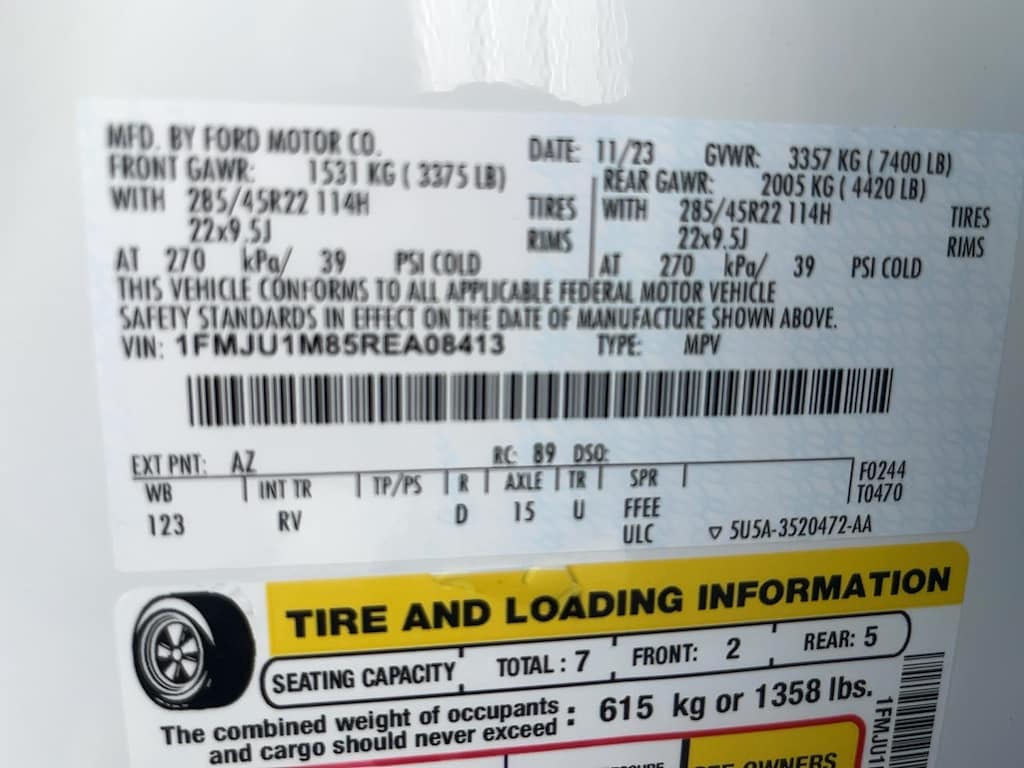 MFD. BY FORD MOTOR CO. DATE: 11/23 GVWR: 3357 KG ( 7400 LB)
FRONT GAWR: 1531 KG ( 3375 LB) REAR GAWR: 2005 KG ( 4420 LB)
WITH 285/45R22 114H TIRES WITH 285/45R22 114H TIRES
22x9.5J RIMS 22x9.5J RIMS
AT 270 kPa/ 39 PSI COLD AT 270 kPa/ 39 PSI COLD
THIS VEHICLE CONFORMS TO ALL APPLICABLE FEDERAL MOTOR VEHICLE
SAFETY STANDARDS IN EFFECT ON THE DATE OF MANUFACTURE SHOWN ABOVE.
VIN: 1FMJU1M85REA08413 TYPE: MPV
EXT PNT: AZ RC: 89 DSO: F0244
WB INT TR TP/PS R AXLE TR SPR T0470
123 RV D 15 U FFEE
ULC ▽ 5U5A-3520472-AA
TIRE AND LOADING INFORMATION
SEATING CAPACITY TOTAL : 7 FRONT: 2 REAR: 5
The combined weight of occupants : 615 kg or 1358 lbs.
and cargo should never exceed
1FMJU1
OWNERS